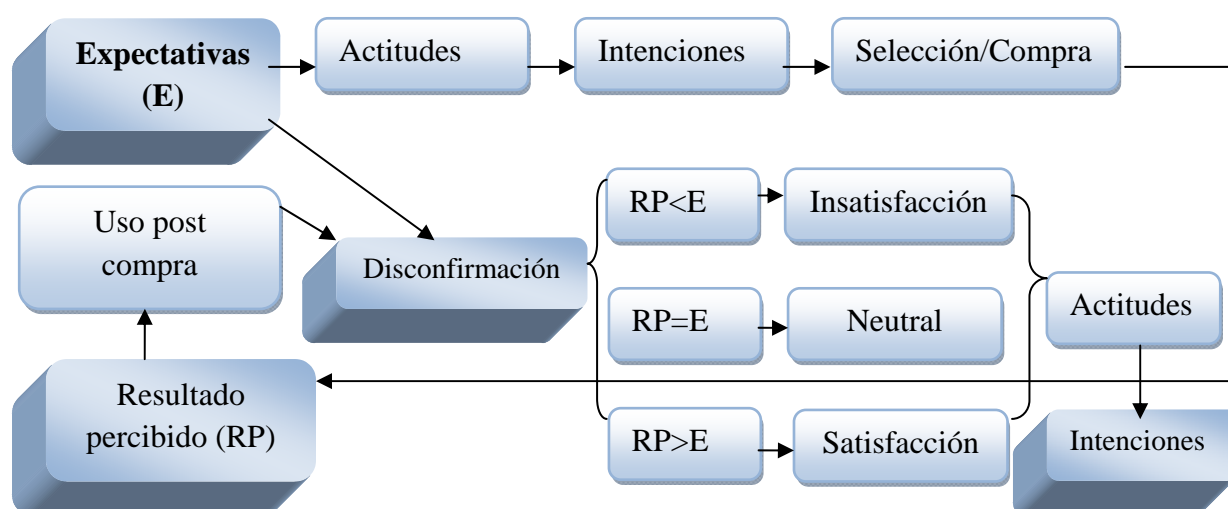 Expectativas
(E)
Actitudes
Intenciones
Selección/Compra
Uso post
compra
Disconfirmación
RP<E
Insatisfacción
RP=E
Neutral
Actitudes
Resultado
percibido (RP)
RP>E
Satisfacción
Intenciones